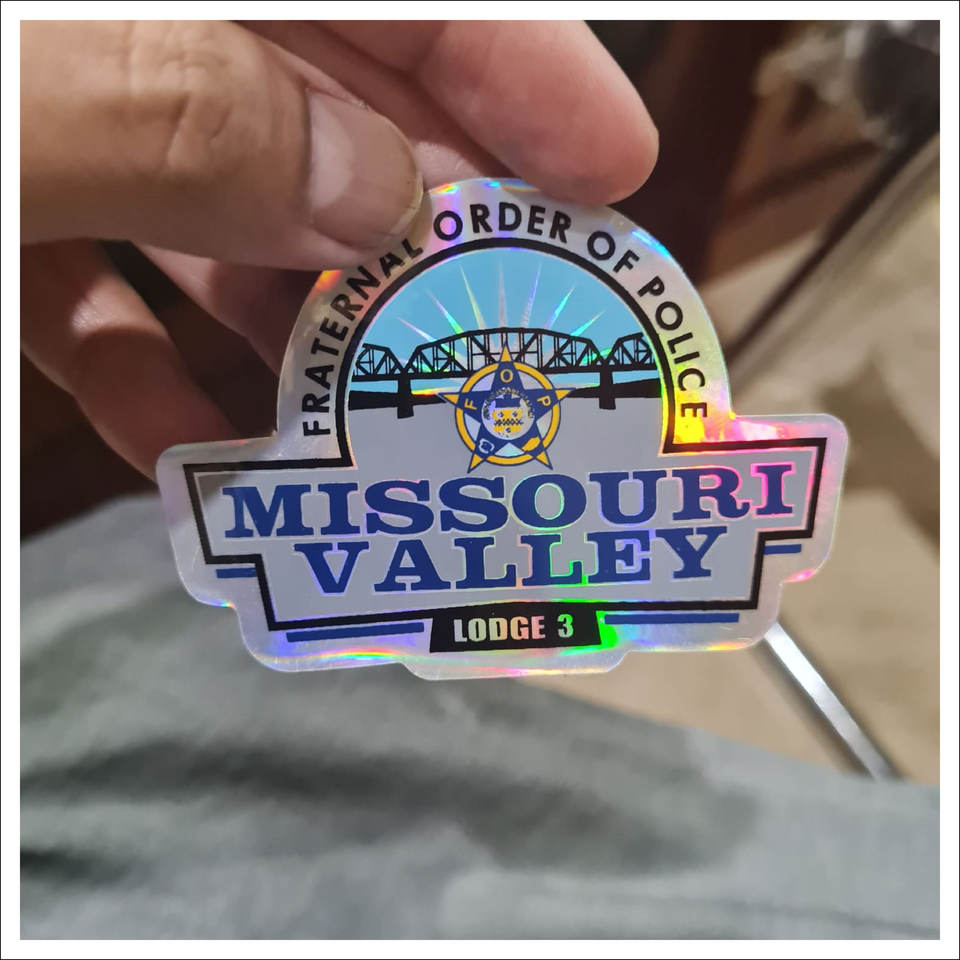 FRATERNAL ORDER OF POLICE
F O P
MISSOURI
VALLEY
LODGE 3